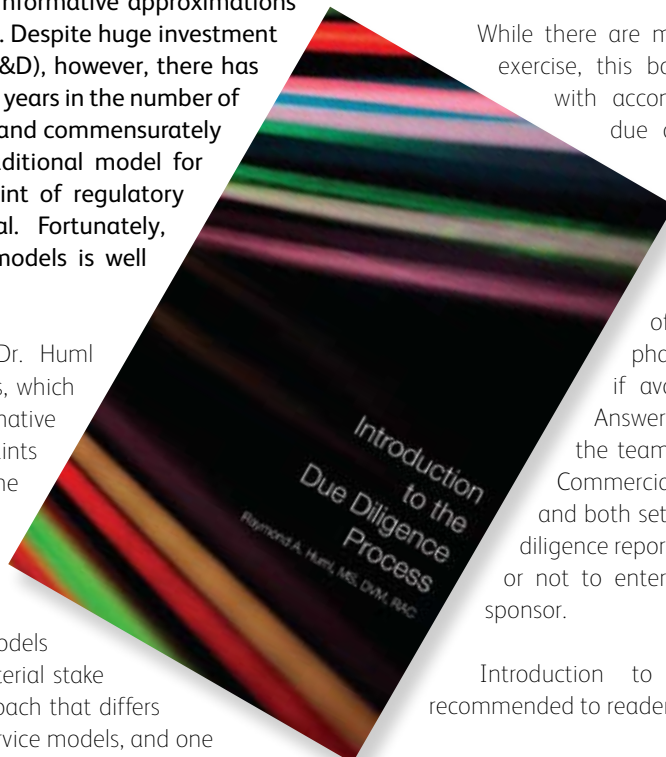 nformative approximations
. Despite huge investment
&D), however, there has
years in the number of
and commensurately
aditional model for
int of regulatory
al. Fortunately,
models is well
Dr. Huml
s, which
native
ints
ne
odels
terial stake
oach that differs
rvice models, and one
Introduction
to the
Due Diligence
Process
Raymond A. Huml, MS, DVM, RAC
While there are m
exercise, this bo
with accor
due d
of
pha
if ava
Answer
the team
Commercia
and both set
diligence repor
or not to enter
sponsor.
Introduction to
recommended to reader